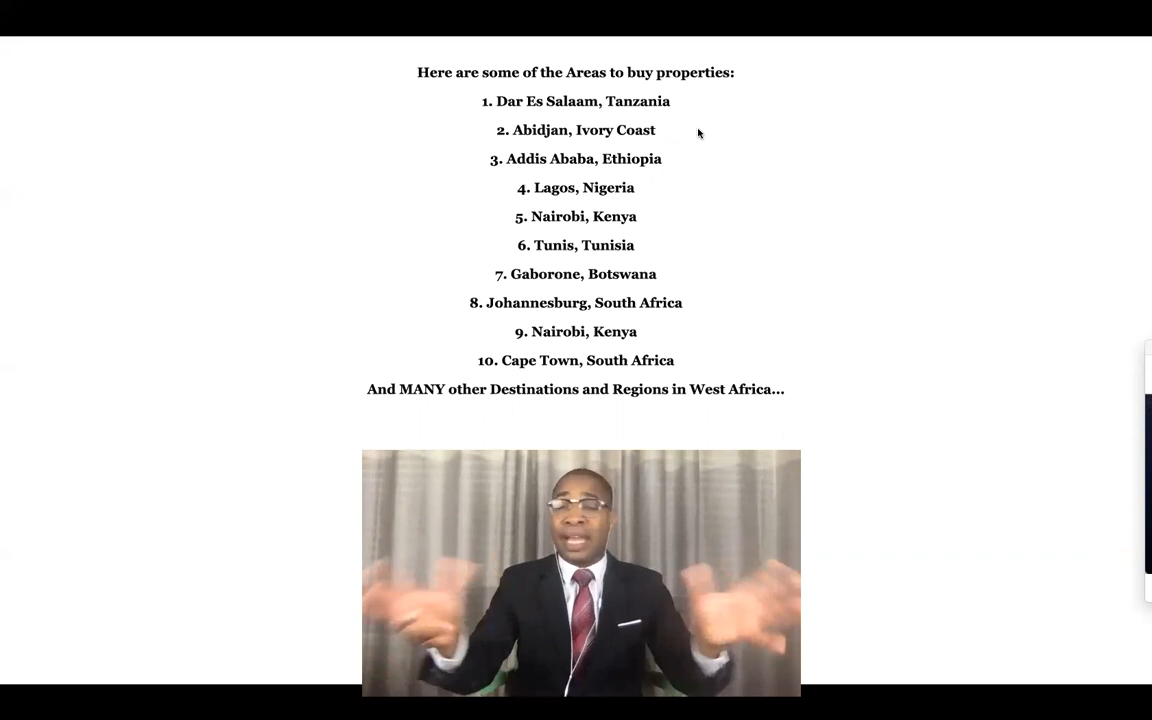 Here are some of the Areas to buy properties:
1. Dar Es Salaam, Tanzania
2. Abidjan, Ivory Coast
3. Addis Ababa, Ethiopia
4. Lagos, Nigeria
5. Nairobi, Kenya
6. Tunis, Tunisia
7. Gaborone, Botswana
8. Johannesburg, South Africa
9. Nairobi, Kenya
10. Cape Town, South Africa
And MANY other Destinations and Regions in West Africa...